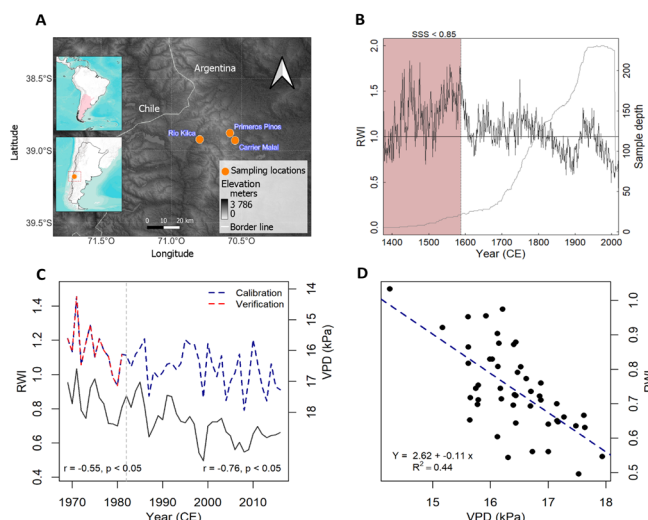 A
38.5°S
39.0°S
39.5°S
Latitude
Argentina
Chile
Río Kilca
Primeros Pinos
Carrier Malal
Sampling locations
Elevation
meters
3 786
0
Border line
0 10 20 km
71.5°W 71.0°W 70.5°W
Longitude
B
SSS < 0.85
2.0
1.5
1.0
0.5
0.0
RWI
200
150
100
50
0
Sample depth
1400 1500 1600 1700 1800 1900 2000
Year (CE)
C
Calibration
Verification
1.4
1.2
1.0
0.8
0.6
0.4
RWI
14
15
16
17
18
VPD (kPa)
r = -0.55, p < 0.05
r = -0.76, p < 0.05
1970 1980 1990 2000 2010
Year (CE)
D
1.0
0.9
0.8
0.7
0.6
0.5
RWI
Y = 2.62 + -0.11 x
R² = 0.44
15 16 17 18
VPD (kPa)